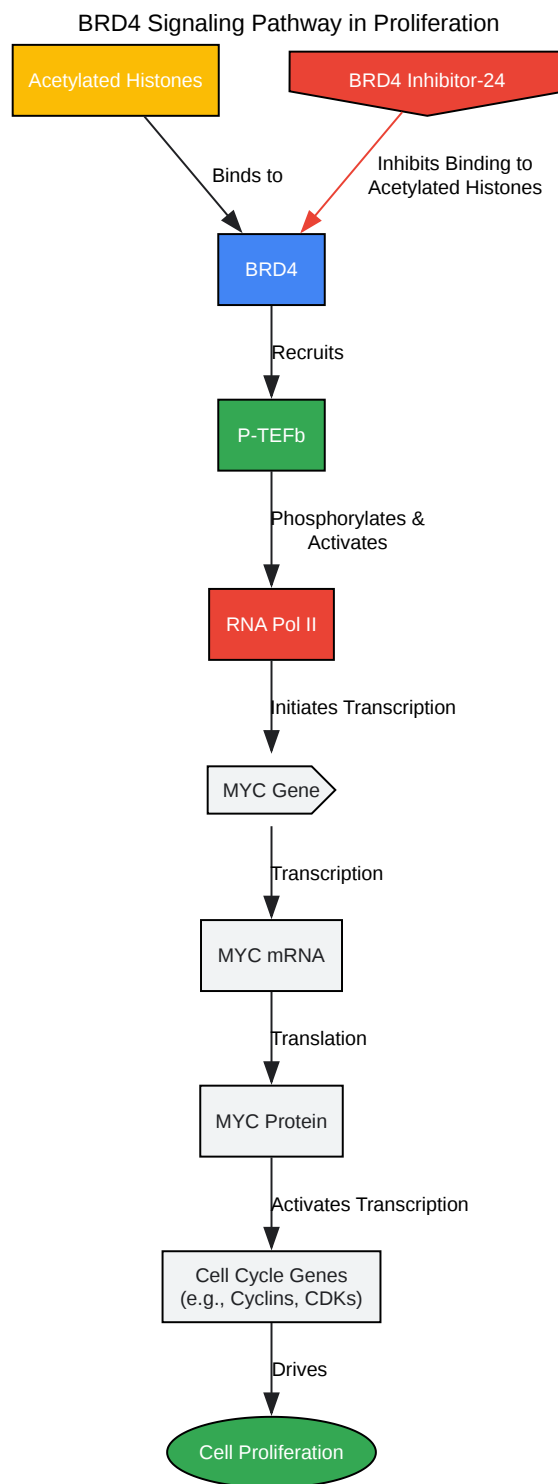 BRD4 Signaling Pathway in Proliferation
Acetylated Histones
BRD4 Inhibitor-24
Binds to
Inhibits Binding to
Acetylated Histones
BRD4
Recruits
P-TEFb
Phosphorylates &
Activates
RNA Pol II
Initiates Transcription
MYC Gene
Transcription
MYC mRNA
Translation
MYC Protein
Activates Transcription
Cell Cycle Genes
(e.g., Cyclins, CDKs)
Drives
Cell Proliferation